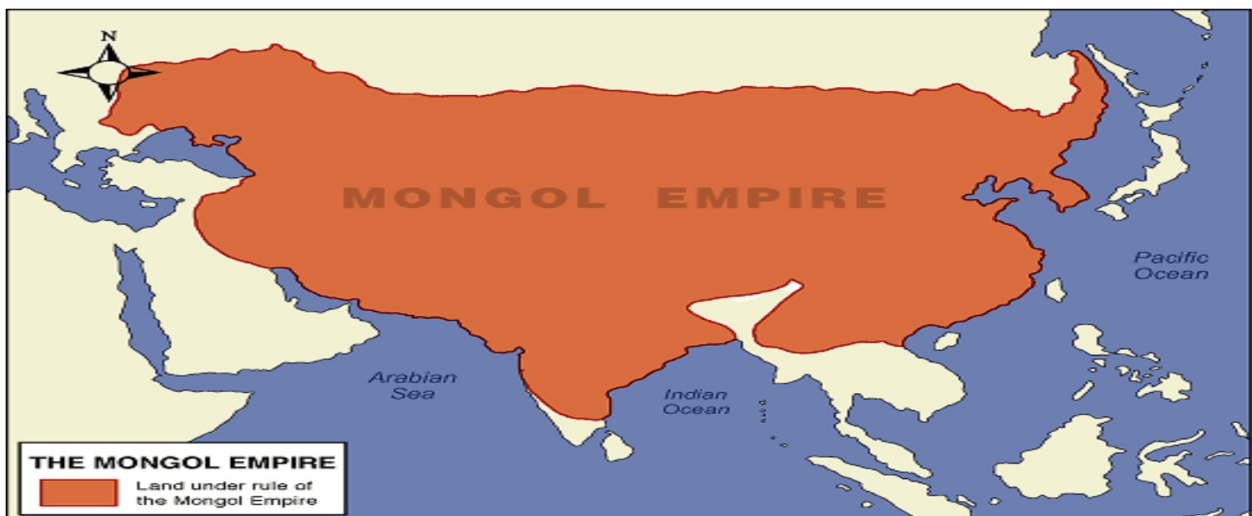 N
MONGOL EMPIRE
Pacific
Ocean
Arabian
Sea
Indian
Ocean
THE MONGOL EMPIRE
Land under rule of
the Mongol Empire